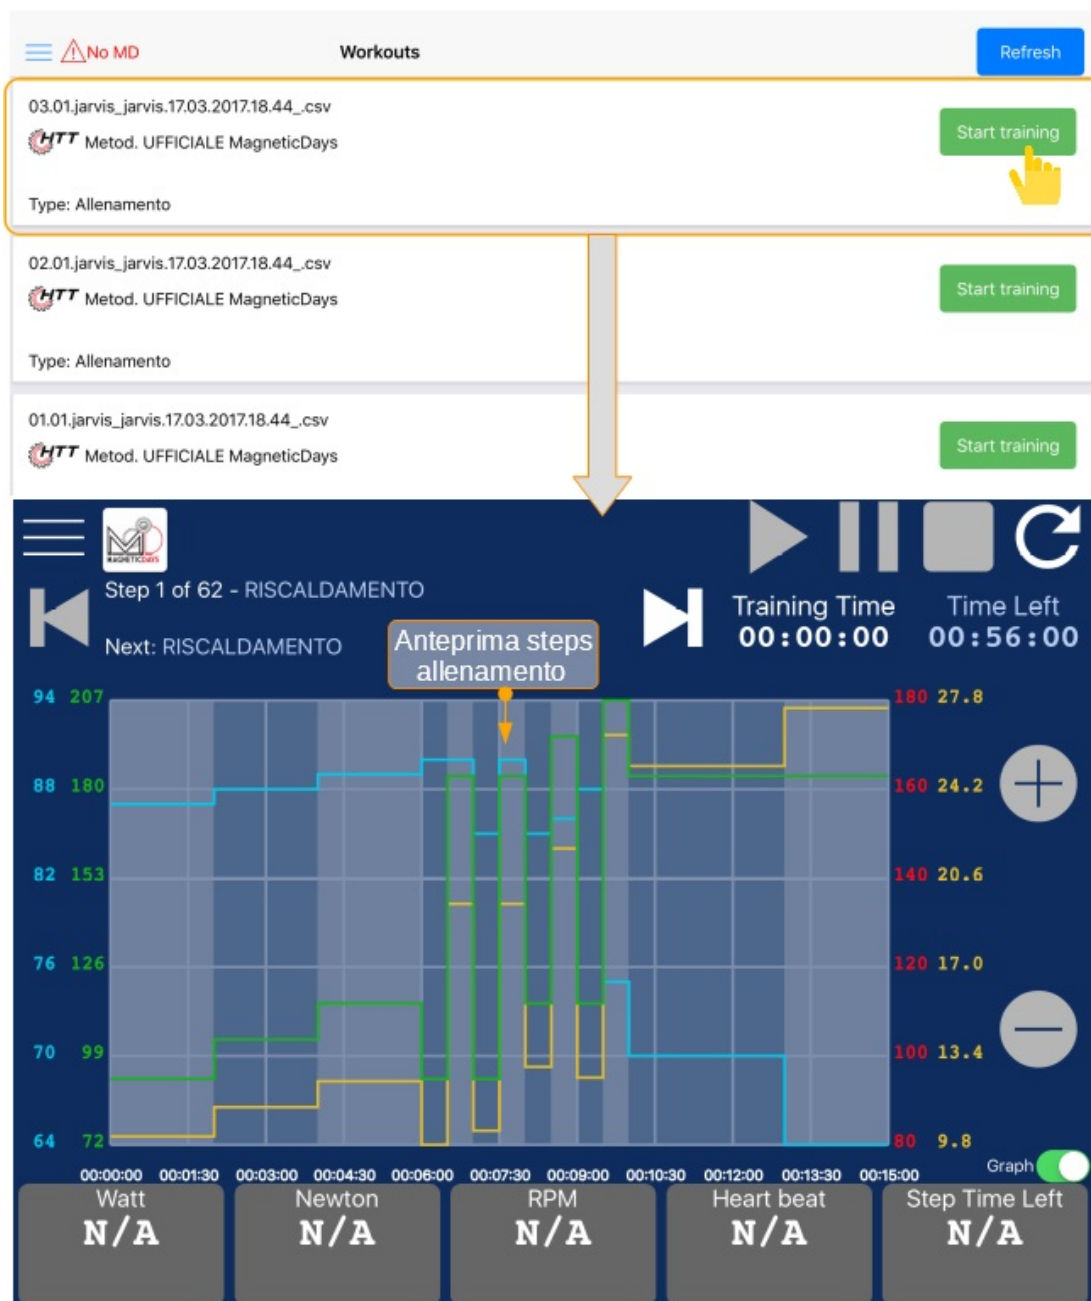 No MD Workouts Refresh
03.01.jarvis_jarvis.17.03.2017.18.44_.csv
HTT Metod. UFFICIALE MagneticDays
Start training
Type: Allenamento
02.01.jarvis_jarvis.17.03.2017.18.44_.csv
HTT Metod. UFFICIALE MagneticDays
Start training
Type: Allenamento
01.01.jarvis_jarvis.17.03.2017.18.44_.csv
HTT Metod. UFFICIALE MagneticDays
Start training
MAGNETICDAYS
Step 1 of 62 - RISCALDAMENTO
Next: RISCALDAMENTO
Training Time
00:00:00
Time Left
00:56:00
Anteprima steps
allenamento
94 207 180 27.8
88 180 160 24.2
82 153 140 20.6
76 126 120 17.0
70 99 100 13.4
64 72 80 9.8
Graph
00:00:00 00:01:30 00:03:00 00:04:30 00:06:00 00:07:30 00:09:00 00:10:30 00:12:00 00:13:30 00:15:00
Watt Newton RPM Heart beat Step Time Left
N/A N/A N/A N/A N/A